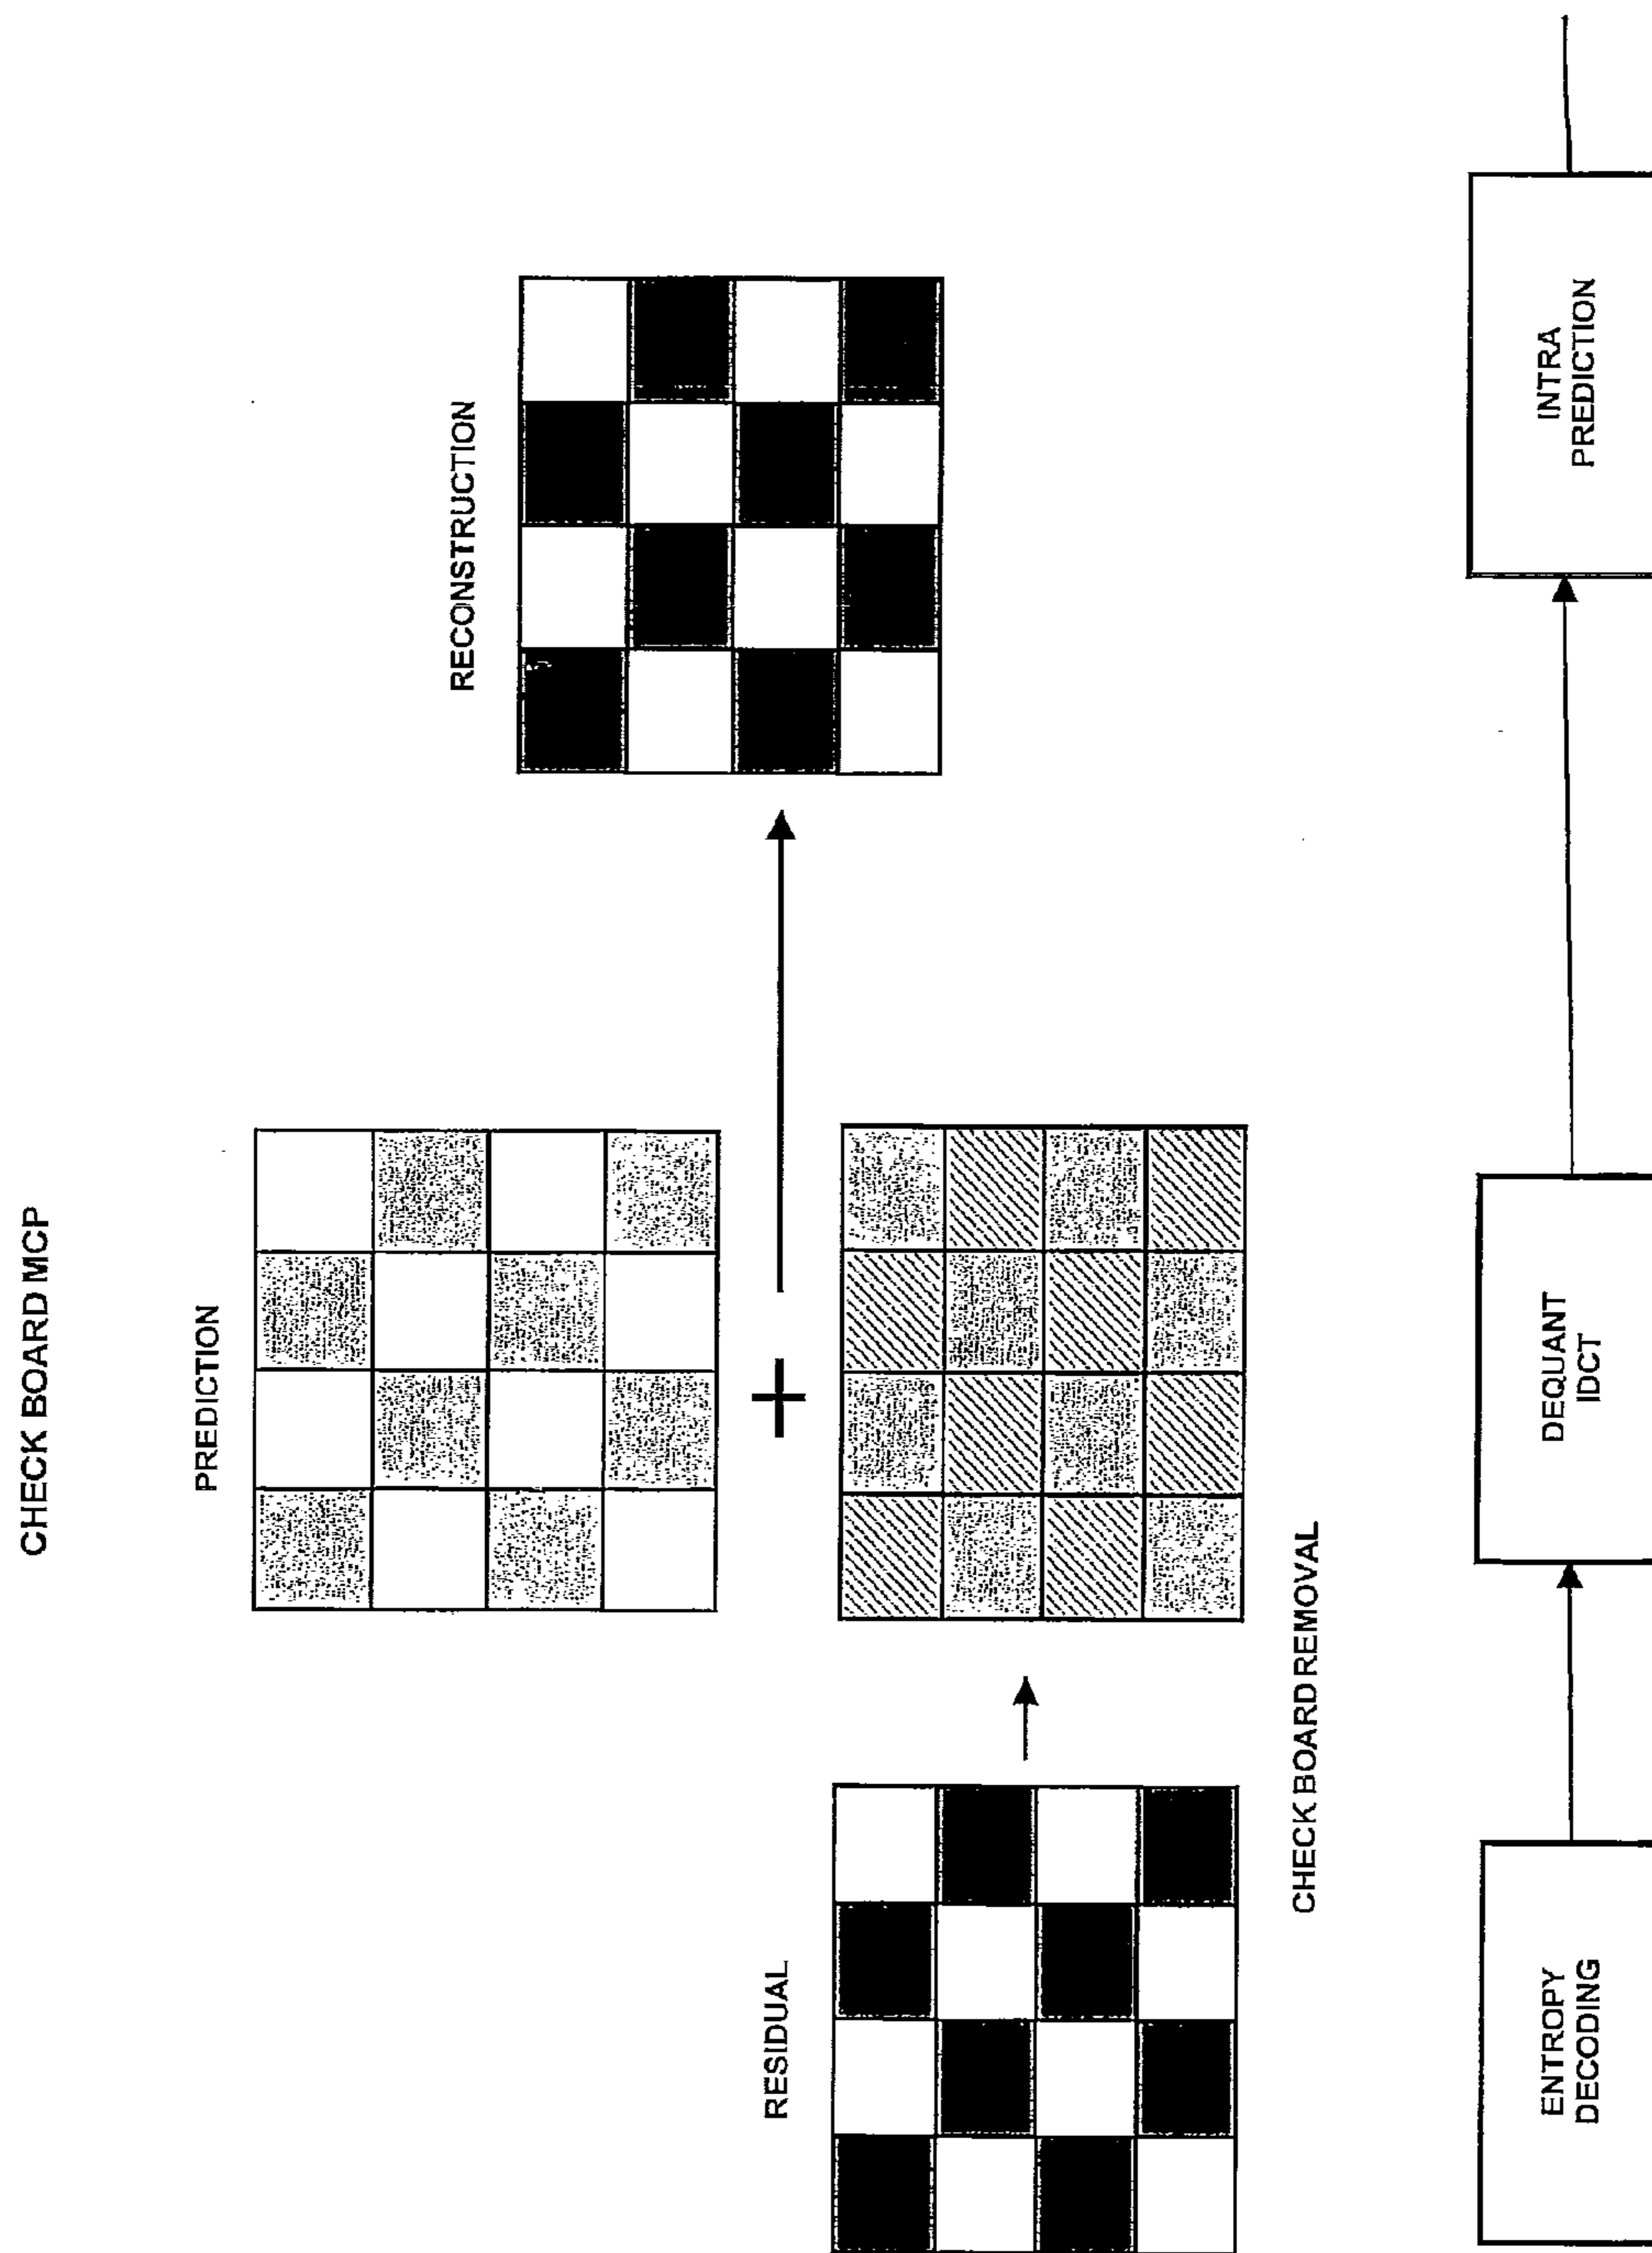 CHECK BOARD MCP
PREDICTION
RECONSTRUCTION
RESIDUAL
CHECK BOARD REMOVAL
ENTROPY
DECODING
DEQUANT
IDCT
INTRA
PREDICTION